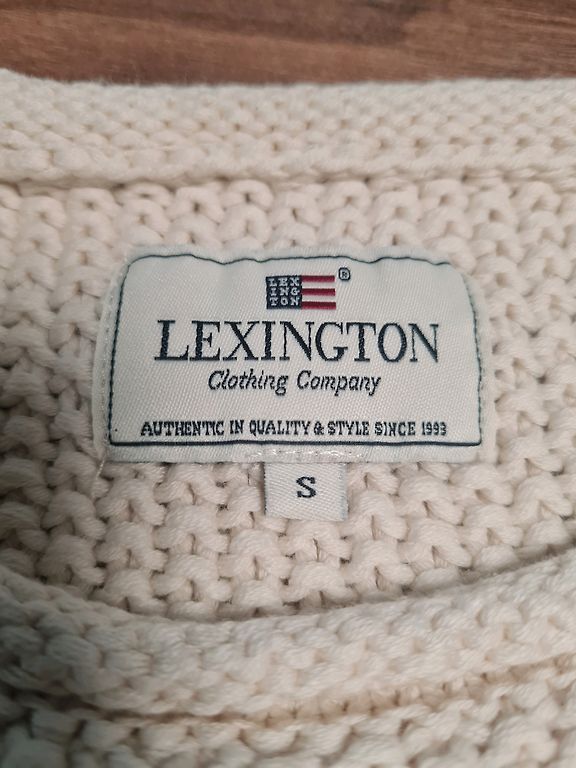 LEX
ING
TON
®
LEXINGTON
Clothing Company
AUTHENTIC IN QUALITY & STYLE SINCE 1993
S